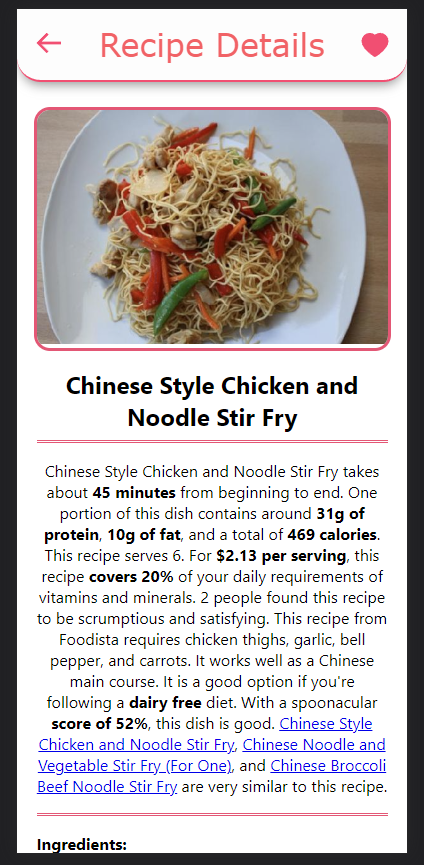 Recipe Details
Chinese Style Chicken and
Noodle Stir Fry
Chinese Style Chicken and Noodle Stir Fry takes
about 45 minutes from beginning to end. One
portion of this dish contains around 31g of
protein, 10g of fat, and a total of 469 calories.
This recipe serves 6. For $2.13 per serving, this
recipe covers 20% of your daily requirements of
vitamins and minerals. 2 people found this recipe
to be scrumptious and satisfying. This recipe from
Foodista requires chicken thighs, garlic, bell
pepper, and carrots. It works well as a Chinese
main course. It is a good option if you're
following a dairy free diet. With a spoonacular
score of 52%, this dish is good. Chinese Style
Chicken and Noodle Stir Fry, Chinese Noodle and
Vegetable Stir Fry (For One), and Chinese Broccoli
Beef Noodle Stir Fry are very similar to this recipe.
Ingredients: